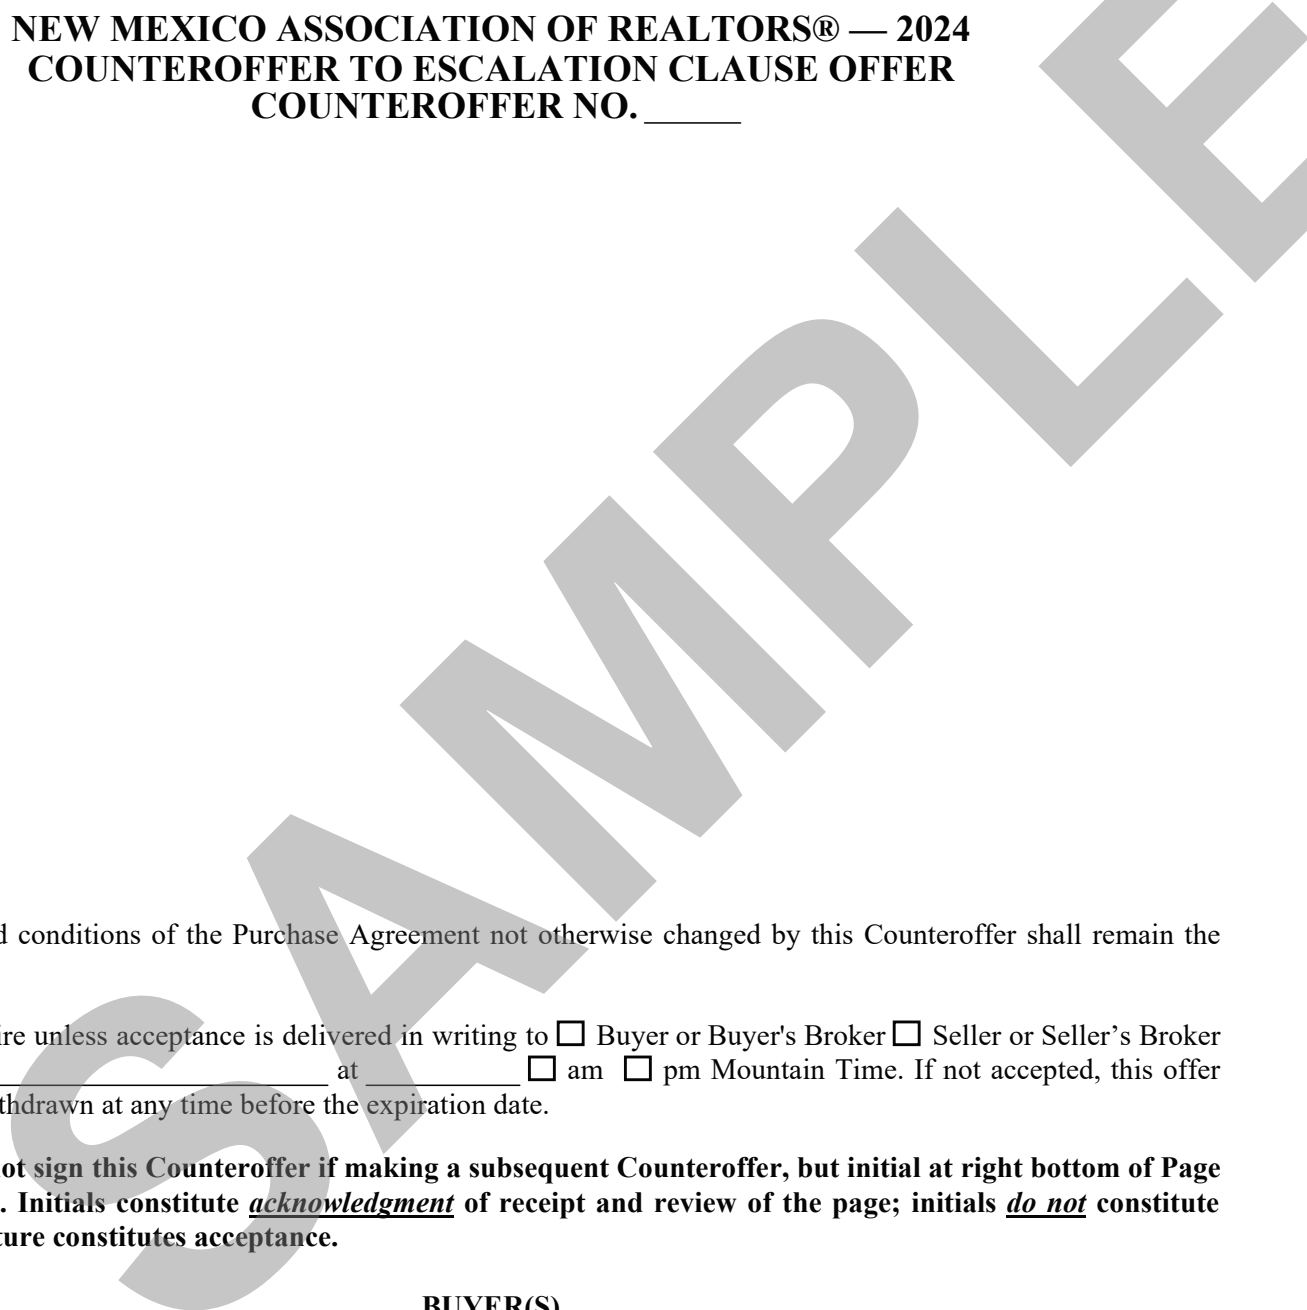 NEW MEXICO ASSOCIATION OF REALTORS® — 2024
COUNTEROFFER TO ESCALATION CLAUSE OFFER
COUNTEROFFER NO. ______
SAMPLE
conditions of the Purchase Agreement not otherwise changed by this Counteroffer shall remain the
unless acceptance is delivered in writing to ☐ Buyer or Buyer's Broker ☐ Seller or Seller’s Broker
______________________ at __________ ☐ am ☐ pm Mountain Time. If not accepted, this offer
thdrawn at any time before the expiration date.
ot sign this Counteroffer if making a subsequent Counteroffer, but initial at right bottom of Page
. Initials constitute acknowledgment of receipt and review of the page; initials do not constitute
ture constitutes acceptance.
BUYER(S)